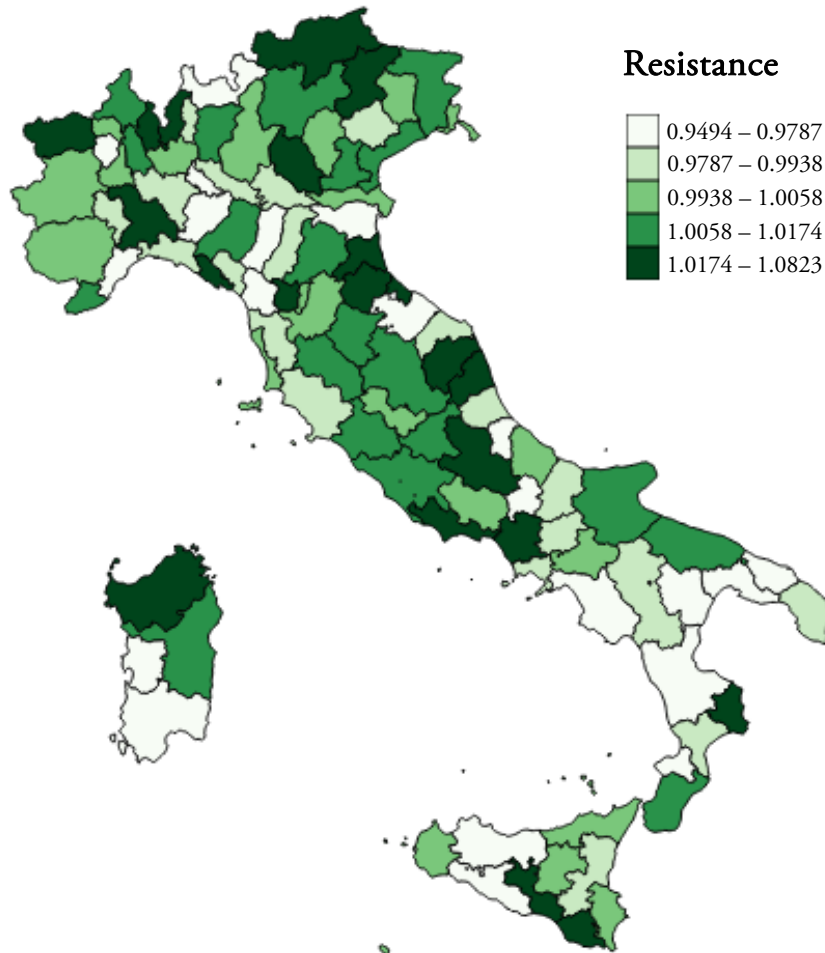 Resistance
0.9494 – 0.9787
0.9787 – 0.9938
0.9938 – 1.0058
1.0058 – 1.0174
1.0174 – 1.0823